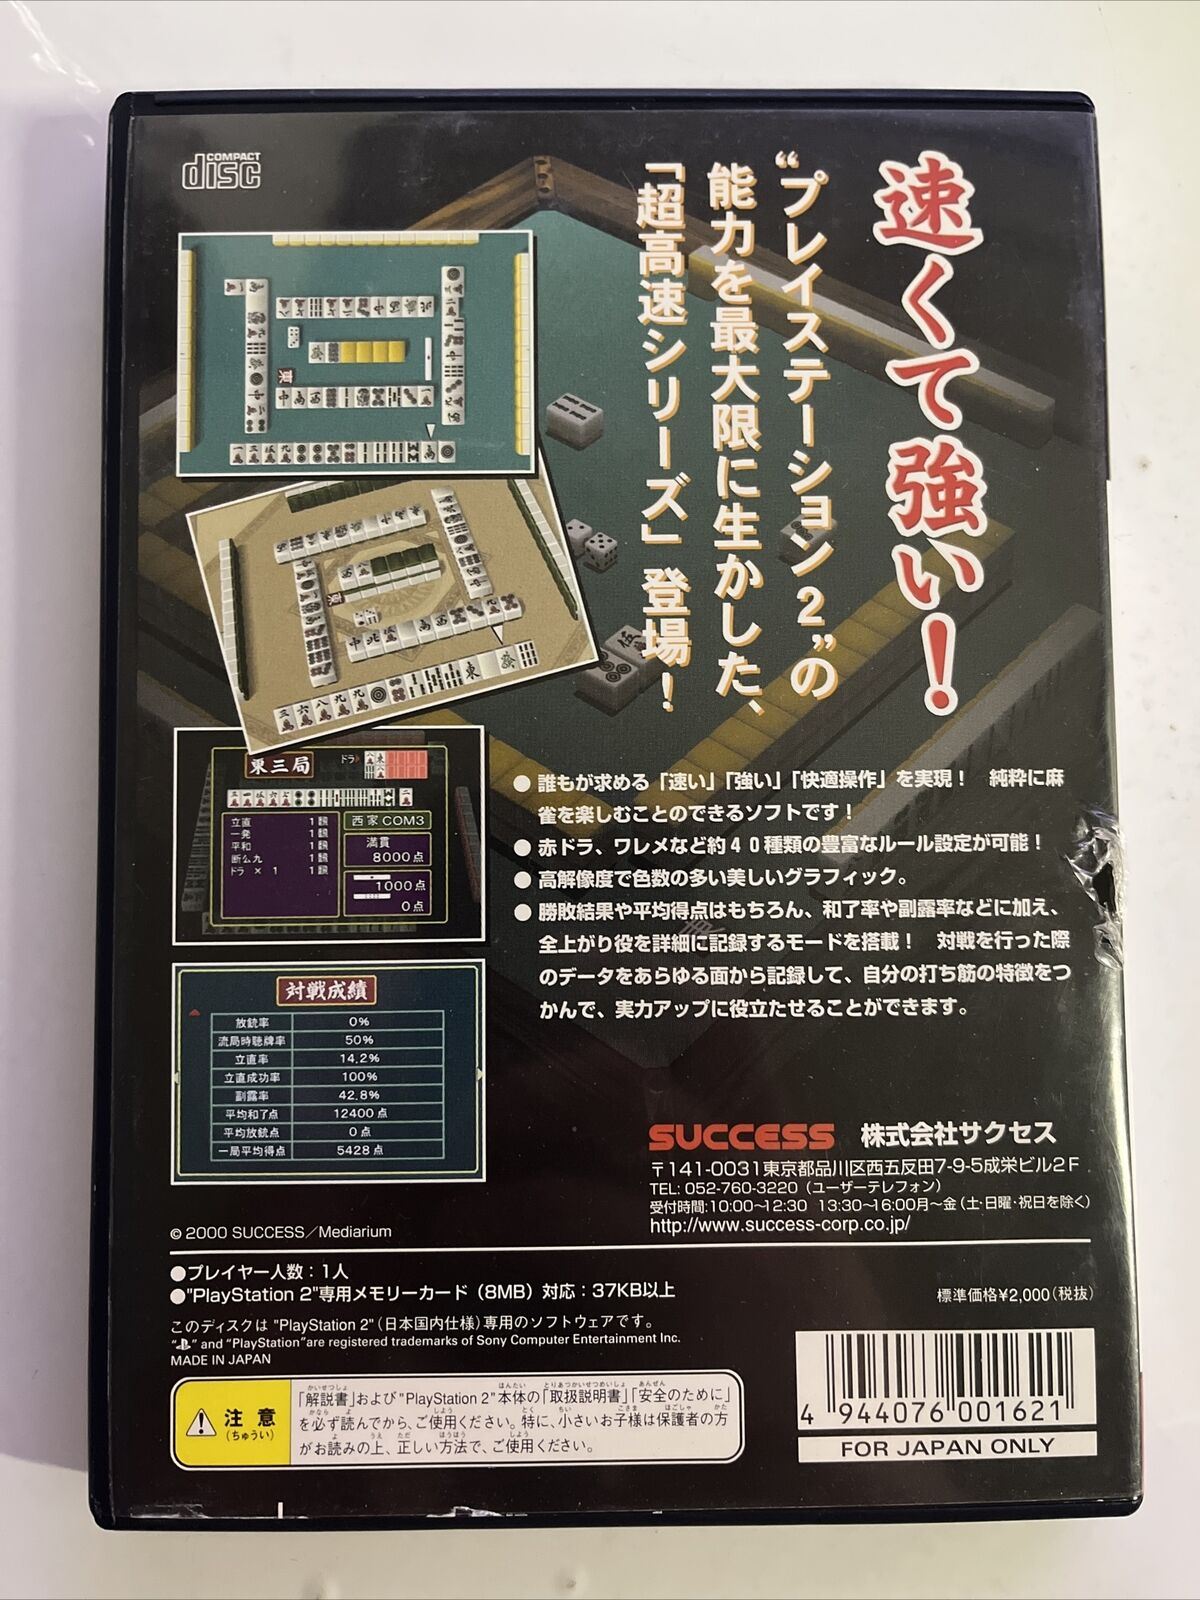 COMPACT
disc
速くて強い!
“プレイステーション2”の
能力を最大限に生かした、
「超高速シリーズ」登場!
東三局
ドラ
立直 1飜
一発 1飜
平和 1飜
断公九 1飜
ドラ × 1 1飜
西家 COM3
満貫
8000点
1000点
0点
対戦成績
放銃率 0%
流局時聴牌率 50%
立直率 14.2%
立直成功率 100%
副露率 42.8%
平均和了点 12400点
平均放銃点 0点
一局平均得点 5428点
●誰もが求める「速い」「強い」「快適操作」を実現! 純粋に麻
雀を楽しむことのできるソフトです!
●赤ドラ、ワレメなど約40種類の豊富なルール設定が可能!
●高解像度で色数の多い美しいグラフィック。
●勝敗結果や平均得点はもちろん、和了率や副露率などに加え、
全上がり役を詳細に記録するモードを搭載! 対戦を行った際
のデータをあらゆる面から記録して、自分の打ち筋の特徴をつ
かんで、実力アップに役立たせることができます。
SUCCESS 株式会社サクセス
〒141-0031東京都品川区西五反田7-9-5成栄ビル2F
TEL: 052-760-3220(ユーザーテレフォン)
受付時間:10:00~12:30 13:30~16:00月~金(土・日曜・祝日を除く)
http://www.success-corp.co.jp/
© 2000 SUCCESS/Mediarium
●プレイヤー人数:1人
●"PlayStation 2"専用メモリーカード(8MB)対応:37KB以上
標準価格¥2,000(税抜)
このディスクは "PlayStation 2"(日本国内仕様)専用のソフトウェアです。
“ ” and “PlayStation”are registered trademarks of Sony Computer Entertainment Inc.
MADE IN JAPAN
注意
(ちゅうい)
「解説書」および"PlayStation 2"本体の「取扱説明書」「安全のために」
を必ず読んでから、ご使用ください。特に、小さいお子様は保護者の方
がお読みの上、正しい方法で、ご使用ください。
4 944076 001621
FOR JAPAN ONLY